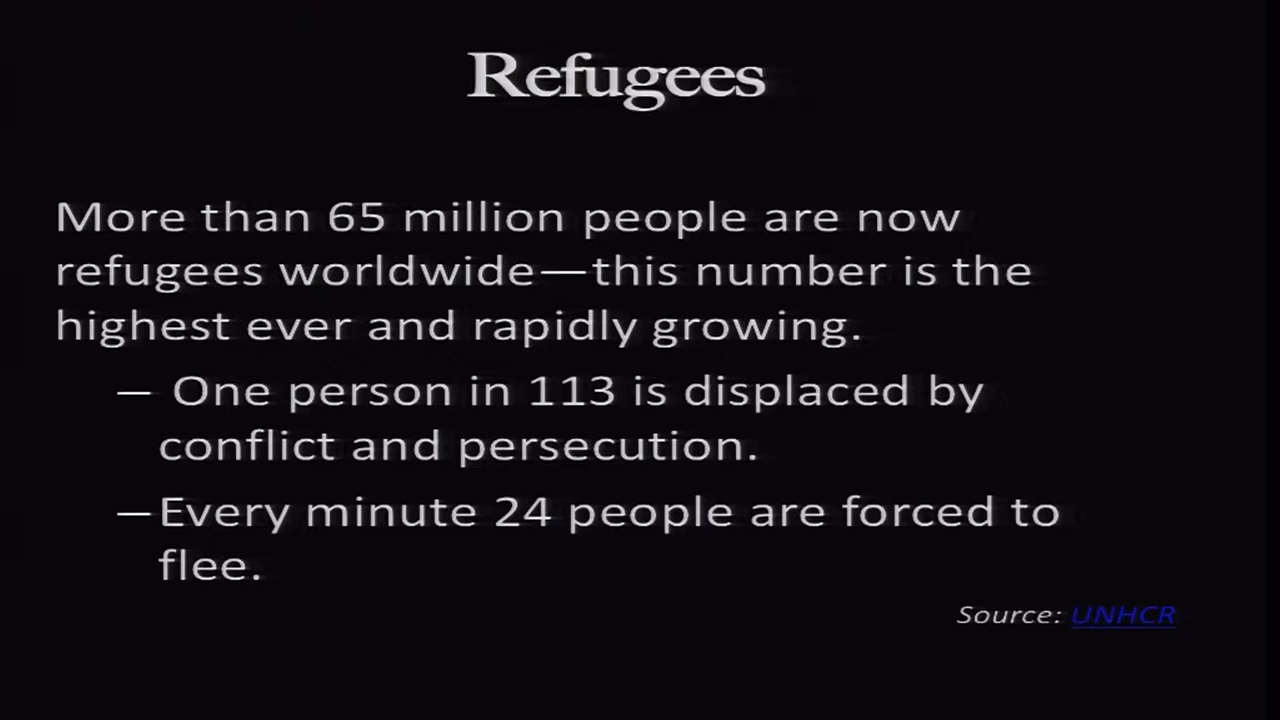 Refugees
More than 65 million people are now
refugees worldwide—this number is the
highest ever and rapidly growing.
— One person in 113 is displaced by
conflict and persecution.
—Every minute 24 people are forced to
flee.
Source: UNHCR